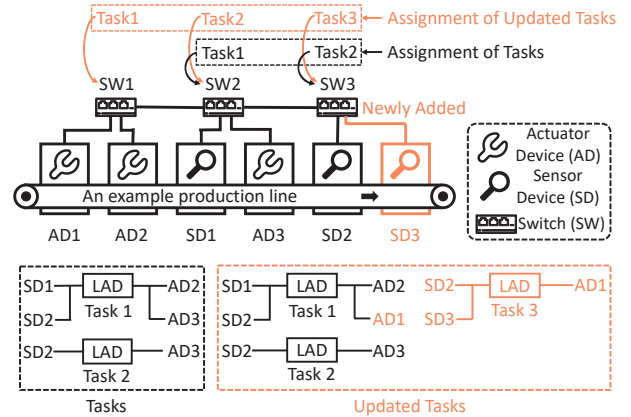 Task1 Task2 Task3 Assignment of Updated Tasks
Task1 Task2 Assignment of Tasks
SW1 SW2 SW3
Newly Added
Actuator
Device (AD)
Sensor
Device (SD)
Switch (SW)
An example production line
AD1 AD2 SD1 AD3 SD2 SD3
SD1 LAD AD2
Task 1
SD2 AD3
SD2 LAD AD3
Task 2
Tasks
SD1 LAD AD2
Task 1
SD2 AD1
SD2 LAD AD3
Task 2
SD2 LAD AD1
Task 3
SD3
Updated Tasks